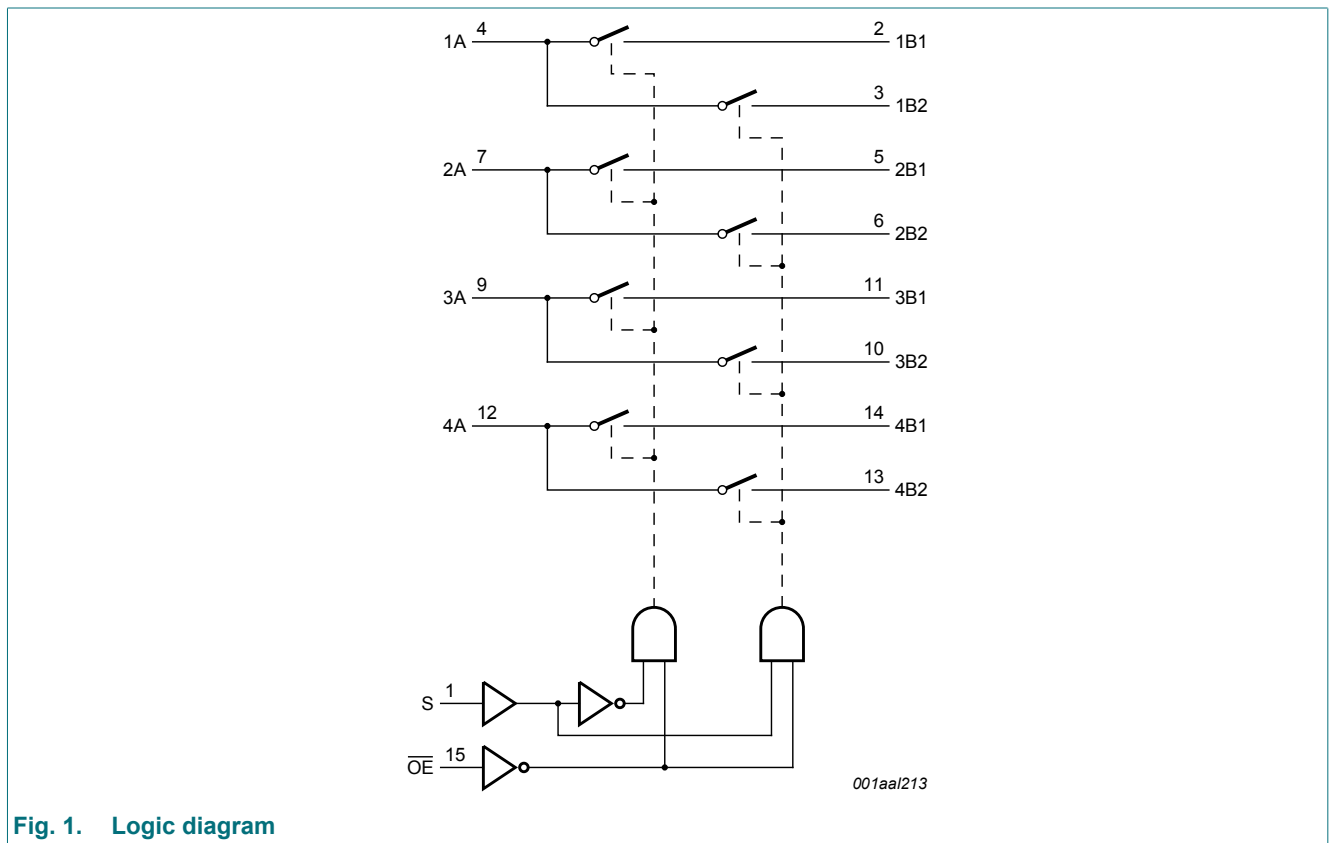 1A 4 2 1B1
3 1B2
2A 7 5 2B1
6 2B2
3A 9 11 3B1
10 3B2
4A 12 14 4B1
13 4B2
S 1
O̅E̅ 15
001aal213
Fig. 1. Logic diagram